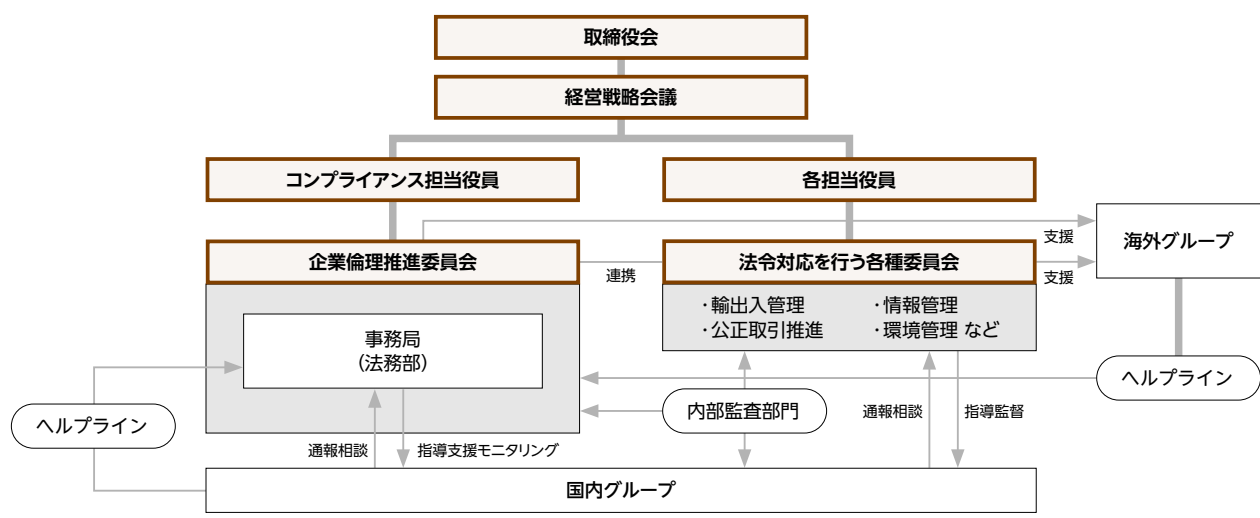 取締役会
経営戦略会議
コンプライアンス担当役員
各担当役員
支援
海外グループ
企業倫理推進委員会
連携
法令対応を行う各種委員会
支援
・輸出入管理
・情報管理
・公正取引推進
・環境管理 など
事務局
(法務部)
ヘルプライン
ヘルプライン
内部監査部門
通報相談
指導監督
通報相談
指導支援モニタリング
国内グループ